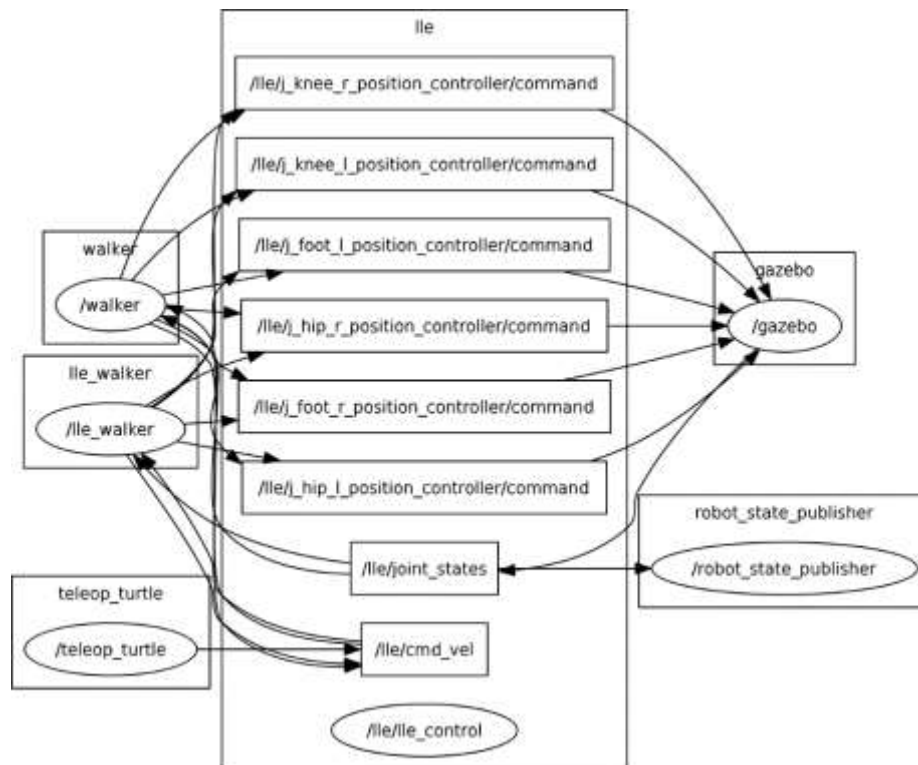 lle
/lle/j_knee_r_position_controller/command
/lle/j_knee_l_position_controller/command
/lle/j_foot_l_position_controller/command
/lle/j_hip_r_position_controller/command
/lle/j_foot_r_position_controller/command
/lle/j_hip_l_position_controller/command
/lle/joint_states
/lle/cmd_vel
/lle/lle_control
walker
/walker
lle_walker
/lle_walker
teleop_turtle
/teleop_turtle
gazebo
/gazebo
robot_state_publisher
/robot_state_publisher